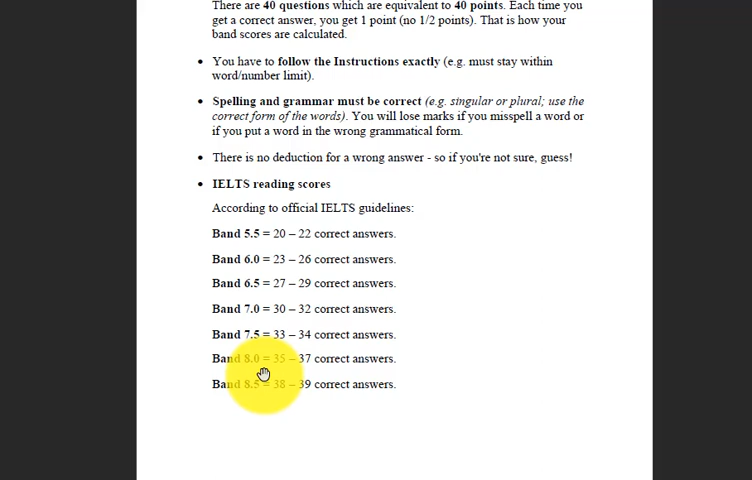 There are 40 questions which are equivalent to 40 points. Each time you
get a correct answer, you get 1 point (no 1/2 points). That is how your
band scores are calculated.
• You have to follow the Instructions exactly (e.g. must stay within
word/number limit).
• Spelling and grammar must be correct (e.g. singular or plural; use the
correct form of the words). You will lose marks if you misspell a word or
if you put a word in the wrong grammatical form.
• There is no deduction for a wrong answer - so if you're not sure, guess!
• IELTS reading scores
According to official IELTS guidelines:
Band 5.5 = 20 – 22 correct answers.
Band 6.0 = 23 – 26 correct answers.
Band 6.5 = 27 – 29 correct answers.
Band 7.0 = 30 – 32 correct answers.
Band 7.5 = 33 – 34 correct answers.
Band 8.0 = 35 – 37 correct answers.
Band 8.5 = 38 – 39 correct answers.